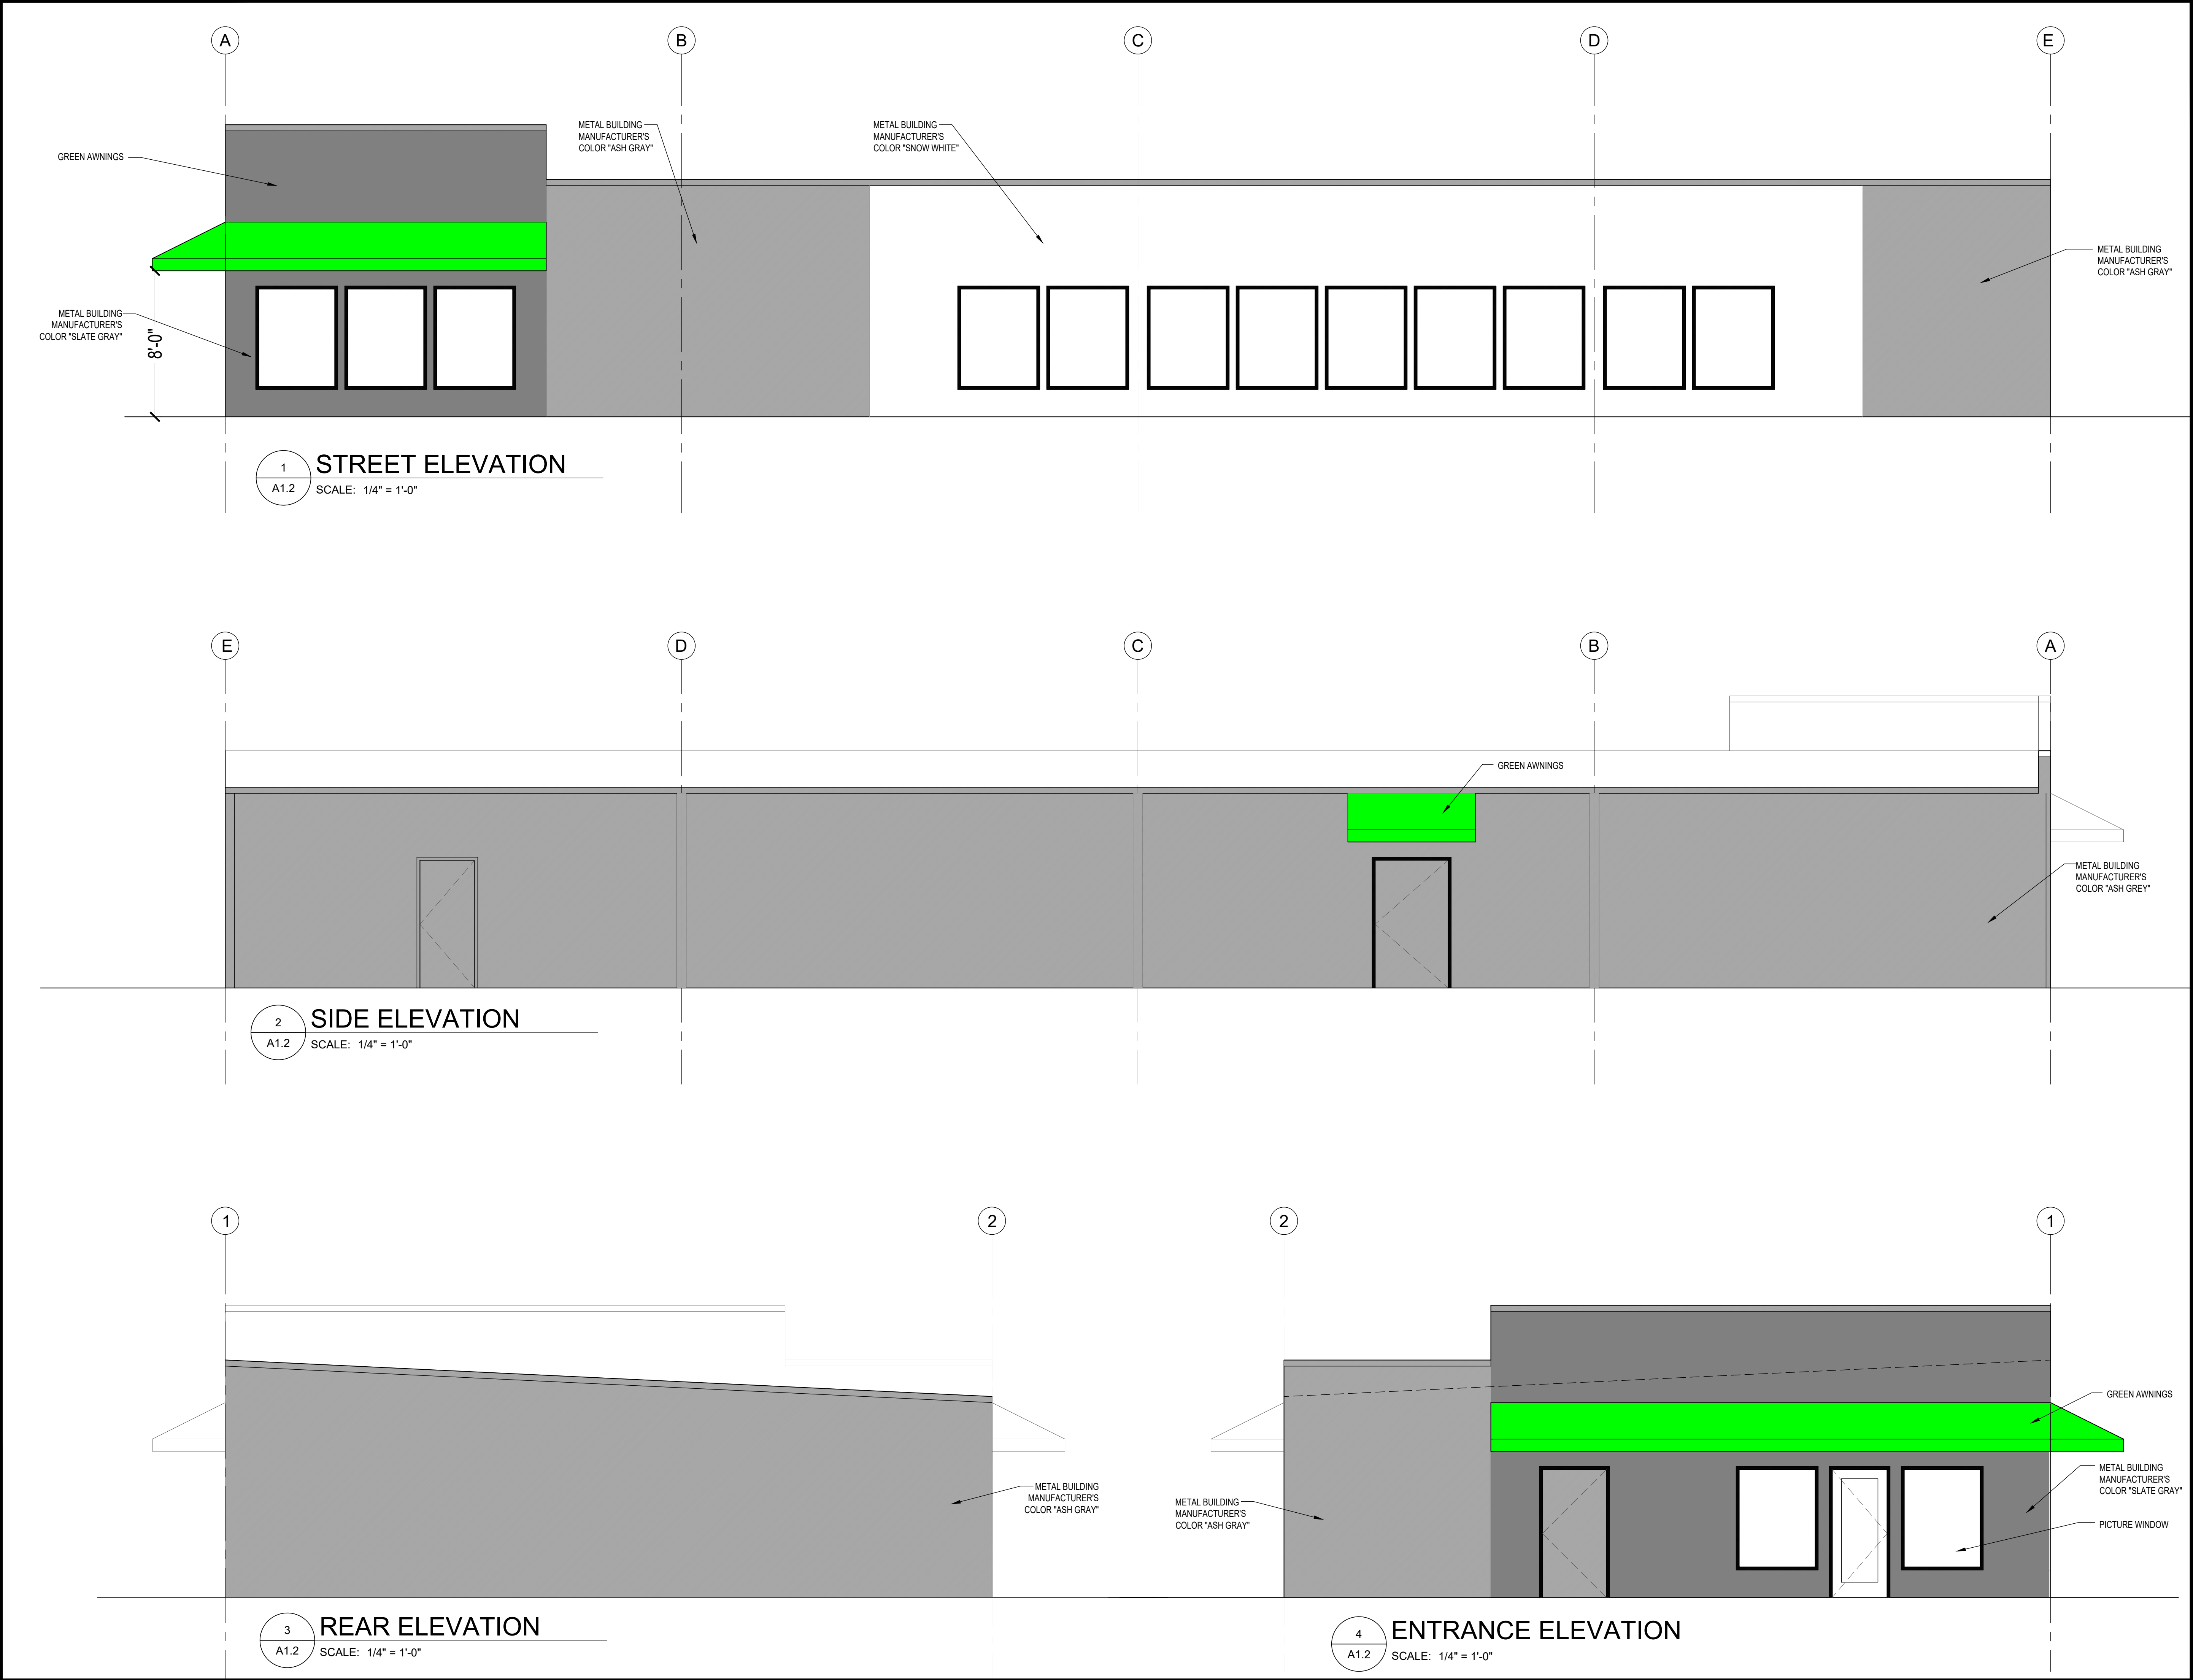 A
B
C
D
E
GREEN AWNINGS
METAL BUILDING
MANUFACTURER'S
COLOR "ASH GRAY"
METAL BUILDING
MANUFACTURER'S
COLOR "SNOW WHITE"
METAL BUILDING
MANUFACTURER'S
COLOR "ASH GRAY"
METAL BUILDING
MANUFACTURER'S
COLOR "SLATE GRAY"
8'-0"
1
A1.2
STREET ELEVATION
SCALE: 1/4" = 1'-0"
E
D
C
B
A
GREEN AWNINGS
METAL BUILDING
MANUFACTURER'S
COLOR "ASH GREY"
2
A1.2
SIDE ELEVATION
SCALE: 1/4" = 1'-0"
1
2
METAL BUILDING
MANUFACTURER'S
COLOR "ASH GRAY"
3
A1.2
REAR ELEVATION
SCALE: 1/4" = 1'-0"
2
1
GREEN AWNINGS
METAL BUILDING
MANUFACTURER'S
COLOR "SLATE GRAY"
METAL BUILDING
MANUFACTURER'S
COLOR "ASH GRAY"
PICTURE WINDOW
4
A1.2
ENTRANCE ELEVATION
SCALE: 1/4" = 1'-0"